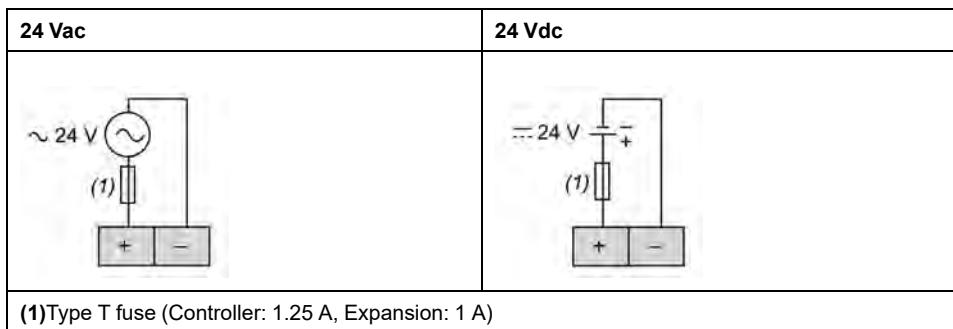 24 Vac
24 Vdc
~ 24 V
(1)
+ −
⎓ 24 V
−
+
(1)
+ −
(1)Type T fuse (Controller: 1.25 A, Expansion: 1 A)